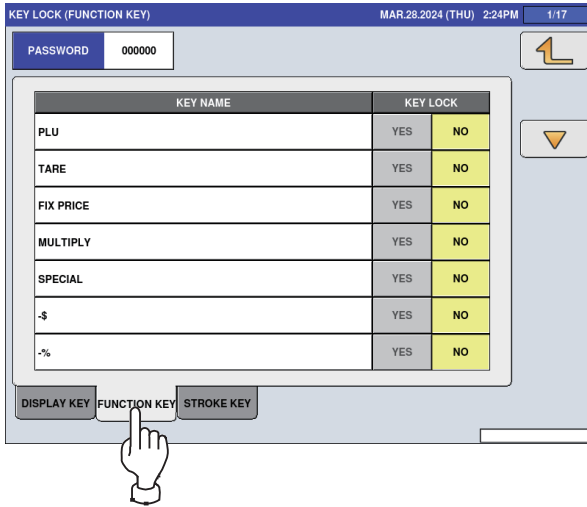 KEY LOCK (FUNCTION KEY) MAR.28.2024 (THU) 2:24PM 1/17
PASSWORD 000000
KEY NAME KEY LOCK
PLU YES NO
TARE YES NO
FIX PRICE YES NO
MULTIPLY YES NO
SPECIAL YES NO
-$ YES NO
-% YES NO
DISPLAY KEY FUNCTION KEY STROKE KEY